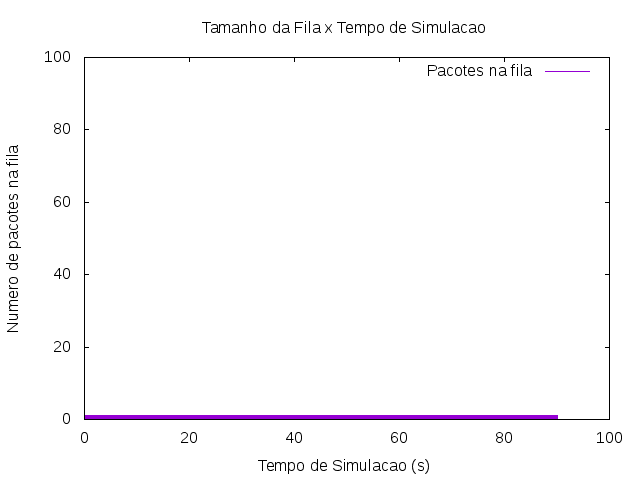 Tamanho da Fila x Tempo de Simulacao
Pacotes na fila
100
80
60
40
20
0
Numero de pacotes na fila
0 20 40 60 80 100
Tempo de Simulacao (s)